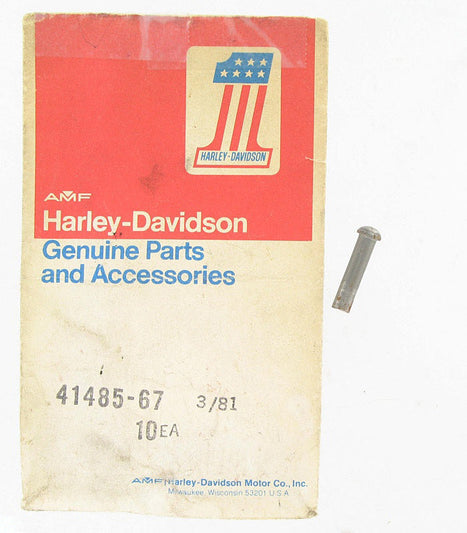 HARLEY-DAVIDSON
AMF
Harley-Davidson
Genuine Parts
and Accessories
41485-67 3/81
10EA
AMF Harley-Davidson Motor Co., Inc.
Milwaukee, Wisconsin 53201 U.S.A.